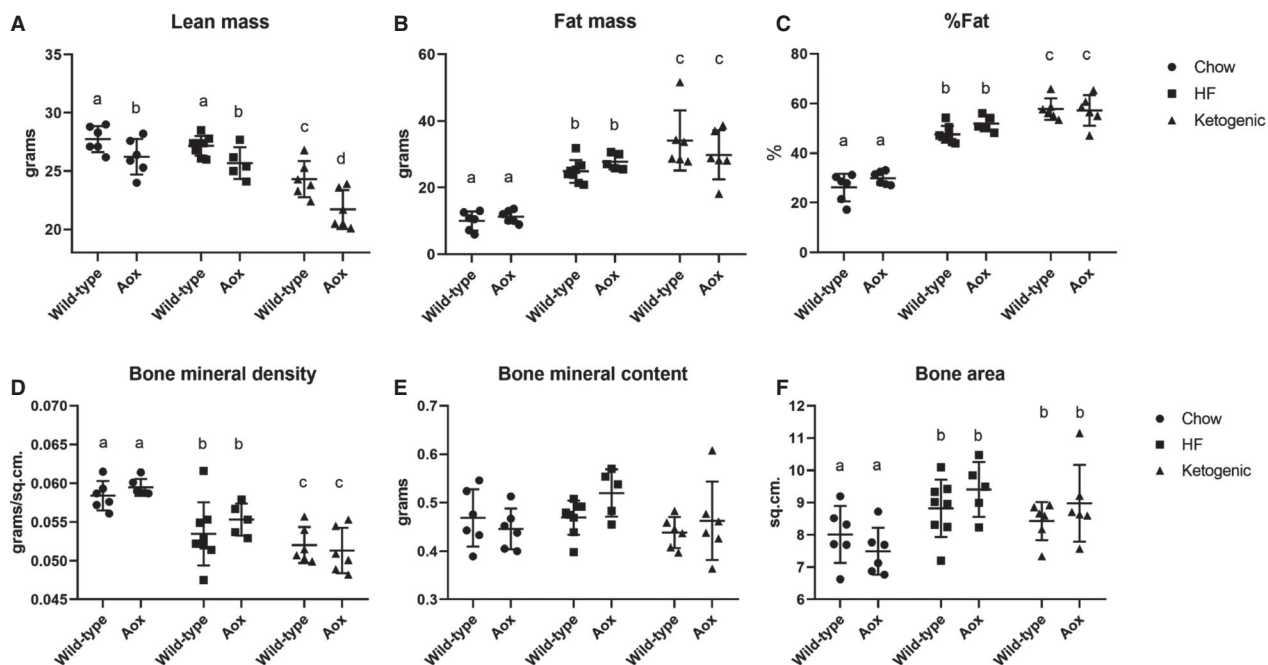 A
Lean mass
grams
35
30
25
20
a b a b c d
Wild-type Aox Wild-type Aox Wild-type Aox
B
Fat mass
grams
60
40
20
0
a a b b c c
Wild-type Aox Wild-type Aox Wild-type Aox
C
%Fat
%
80
60
40
20
0
a a b b c c
Wild-type Aox Wild-type Aox Wild-type Aox
Chow
HF
Ketogenic
D
Bone mineral density
grams/sq.cm.
0.070
0.065
0.060
0.055
0.050
0.045
a a b b c c
Wild-type Aox Wild-type Aox Wild-type Aox
E
Bone mineral content
grams
0.7
0.6
0.5
0.4
0.3
Wild-type Aox Wild-type Aox Wild-type Aox
F
Bone area
sq.cm.
12
11
10
9
8
7
6
a a b b b b
Wild-type Aox Wild-type Aox Wild-type Aox
Chow
HF
Ketogenic